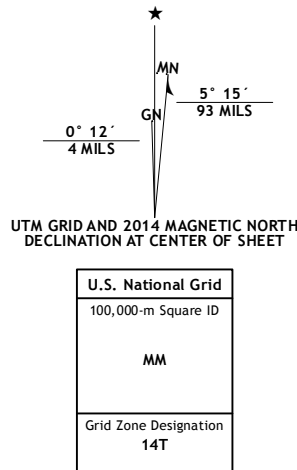 MN
GN
5° 15´
93 MILS
0° 12´
4 MILS
UTM GRID AND 2014 MAGNETIC NORTH
DECLINATION AT CENTER OF SHEET
U.S. National Grid
100,000-m Square ID
MM
Grid Zone Designation
14T